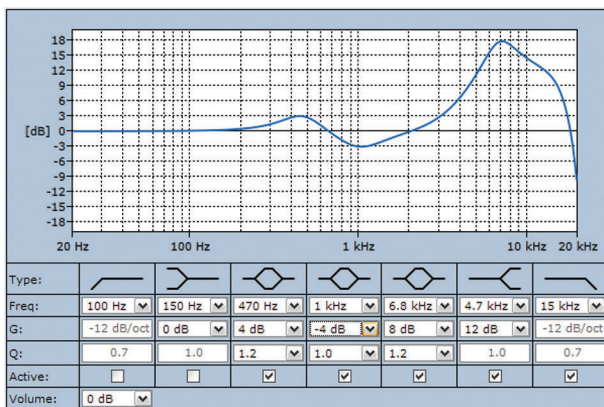 18
15
12
9
6
3
[dB] 0
-3
-6
-9
-12
-15
-18
20 Hz 100 Hz 1 kHz 10 kHz 20 kHz
Type:
Freq: 100 Hz 150 Hz 470 Hz 1 kHz 6.8 kHz 4.7 kHz 15 kHz
G: -12 dB/oct 0 dB 4 dB -4 dB 8 dB 12 dB -12 dB/oct
Q: 0.7 1.0 1.2 1.0 1.2 1.0 0.7
Active:
Volume: 0 dB